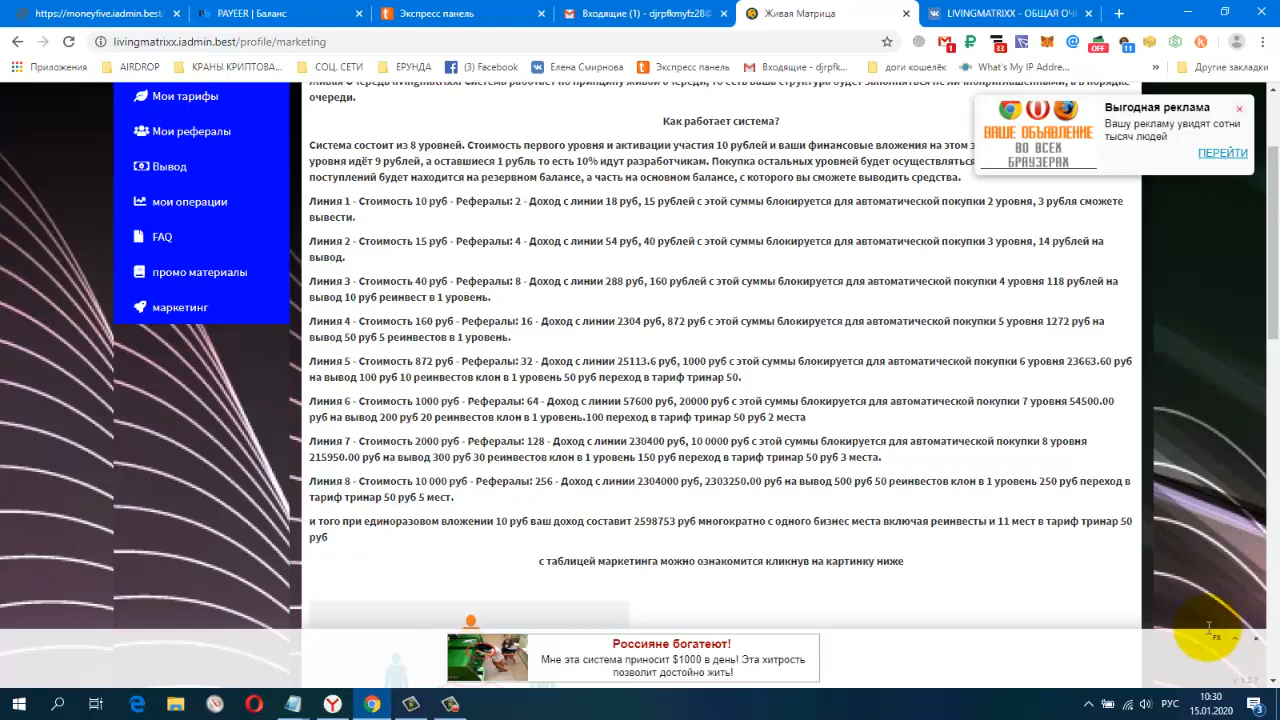 https://moneyfive.iadmin.best/
PAYEER | Баланс
Экспресс панель
Входящие (1) - djrpfkmyfz28@
Живая Матрица
LIVINGMATRIXX - ОБЩАЯ ОЧ
livingmatrixx.iadmin.best/profile/marketing
Приложения
AIRDROP
КРАНЫ КРИПТОВА...
СОЦ. СЕТИ
ЕРУНДА
(3) Facebook
Елена Смирнова
Экспресс панель
Входящие - djrpfk...
доги кошелёк
What's My IP Addre...
Другие закладки
Мои тарифы
Мои рефералы
Вывод
мои операции
FAQ
промо материалы
маркетинг
очереди.
Как работает система?
Система состоит из 8 уровней. Стоимость первого уровня и активации участия 10 рублей и ваши финансовые вложения на этом
уровня идёт 9 рублей, а оставшиеся 1 рубль то есть 10% идут разработчикам. Покупка остальных уровней будет осуществляться
поступлений будет находится на резервном балансе, а часть на основном балансе, с которого вы сможете выводить средства.
Линия 1 - Стоимость 10 руб - Рефералы: 2 - Доход с линии 18 руб, 15 рублей с этой суммы блокируется для автоматической покупки 2 уровня, 3 рубля сможете
вывести.
Линия 2 - Стоимость 15 руб - Рефералы: 4 - Доход с линии 54 руб, 40 рублей с этой суммы блокируется для автоматической покупки 3 уровня, 14 рублей на
вывод.
Линия 3 - Стоимость 40 руб - Рефералы: 8 - Доход с линии 288 руб, 160 рублей с этой суммы блокируется для автоматической покупки 4 уровня 118 рублей на
вывод 10 руб реинвест в 1 уровень.
Линия 4 - Стоимость 160 руб - Рефералы: 16 - Доход с линии 2304 руб, 872 руб с этой суммы блокируется для автоматической покупки 5 уровня 1272 руб на
вывод 50 руб 5 реинвестов в 1 уровень.
Линия 5 - Стоимость 872 руб - Рефералы: 32 - Доход с линии 25113.6 руб, 1000 руб с этой суммы блокируется для автоматической покупки 6 уровня 23663.60 руб
на вывод 100 руб 10 реинвестов клон в 1 уровень 50 руб переход в тариф тринар 50.
Линия 6 - Стоимость 1000 руб - Рефералы: 64 - Доход с линии 57600 руб, 20000 руб с этой суммы блокируется для автоматической покупки 7 уровня 54500.00
руб на вывод 200 руб 20 реинвестов клон в 1 уровень.100 переход в тариф тринар 50 руб 2 места
Линия 7 - Стоимость 2000 руб - Рефералы: 128 - Доход с линии 230400 руб, 10 0000 руб с этой суммы блокируется для автоматической покупки 8 уровня
215950.00 руб на вывод 300 руб 30 реинвестов клон в 1 уровень 150 руб переход в тариф тринар 50 руб 3 места.
Линия 8 - Стоимость 10 000 руб - Рефералы: 256 - Доход с линии 2304000 руб, 2303250.00 руб на вывод 500 руб 50 реинвестов клон в 1 уровень 250 руб переход в
тариф тринар 50 руб 5 мест.
и того при единоразовом вложении 10 руб ваш доход составит 2598753 руб многократно с одного бизнес места включая реинвесты и 11 мест в тариф тринар 50
руб
с таблицей маркетинга можно ознакомится кликнув на картинку ниже
ВАШЕ ОБЪЯВЛЕНИЕ
ВО ВСЕХ
БРАУЗЕРАХ
Выгодная реклама
Вашу рекламу увидят сотни
тысяч людей
ПЕРЕЙТИ
Россияне богатеют!
Мне эта система приносит $1000 в день! Эта хитрость
позволит достойно жить!
FX
v 1.2.7
РУС
10:30
15.01.2020